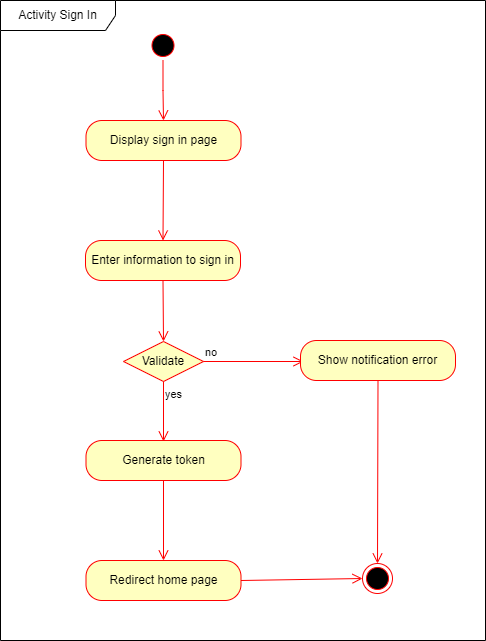 Activity Sign In
Display sign in page
Enter information to sign in
Validate
no
Show notification error
yes
Generate token
Redirect home page